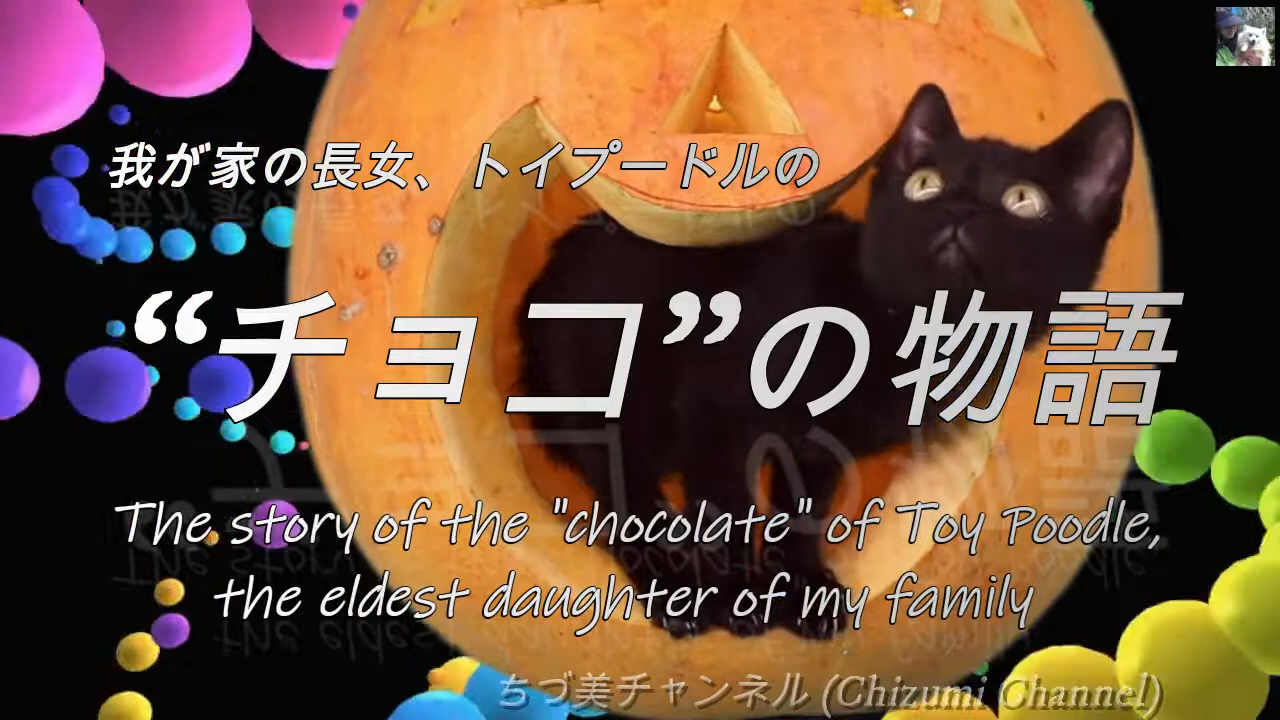 我が家の長女、トイプードルの
“チョコ”の物語
The story of the "chocolate" of Toy Poodle,
the eldest daughter of my family
ちづ美チャンネル (Chizumi Channel)